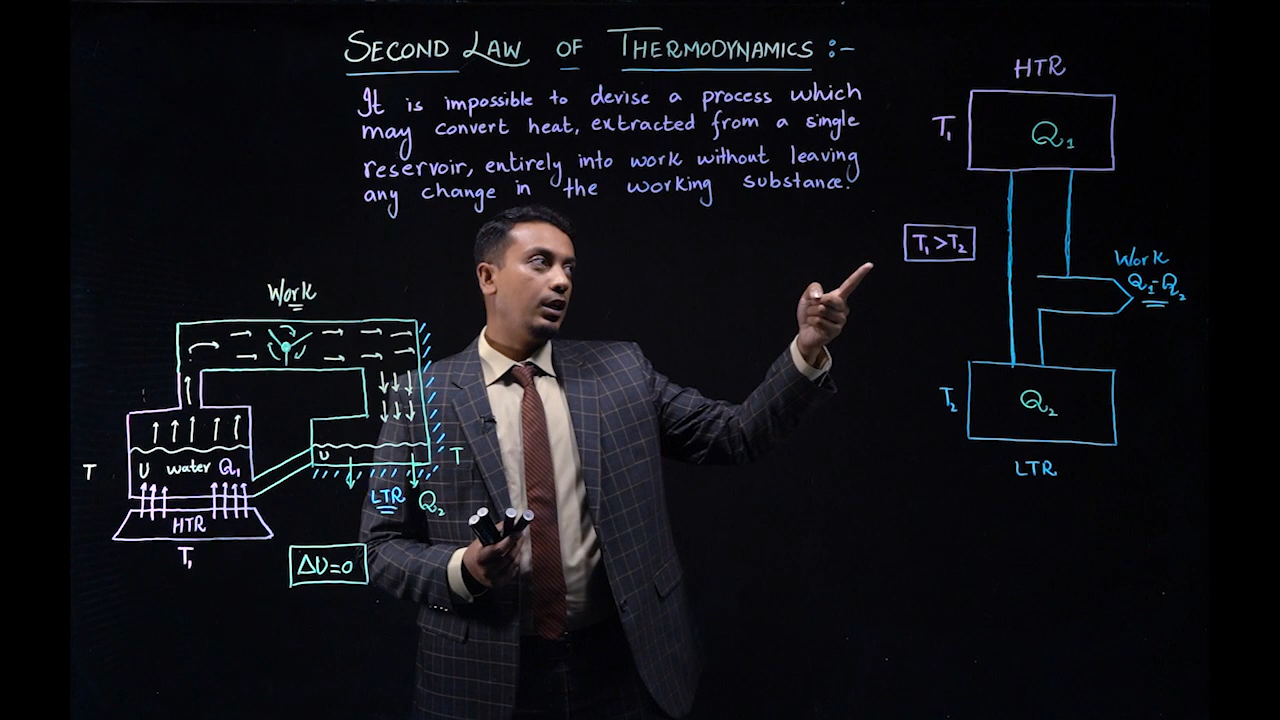 SECOND LAW OF THERMODYNAMICS :-
It is impossible to devise a process which
may convert heat, extracted from a single
reservoir, entirely into work without leaving
any change in the working substance.
HTR
T₁
Q₁
T₁>T₂
Work
Q₁-Q₂
T₂
Q₂
LTR
Work
T
U water Q₁
HTR
T₁
U
T
LTR
Q₂
ΔU=0